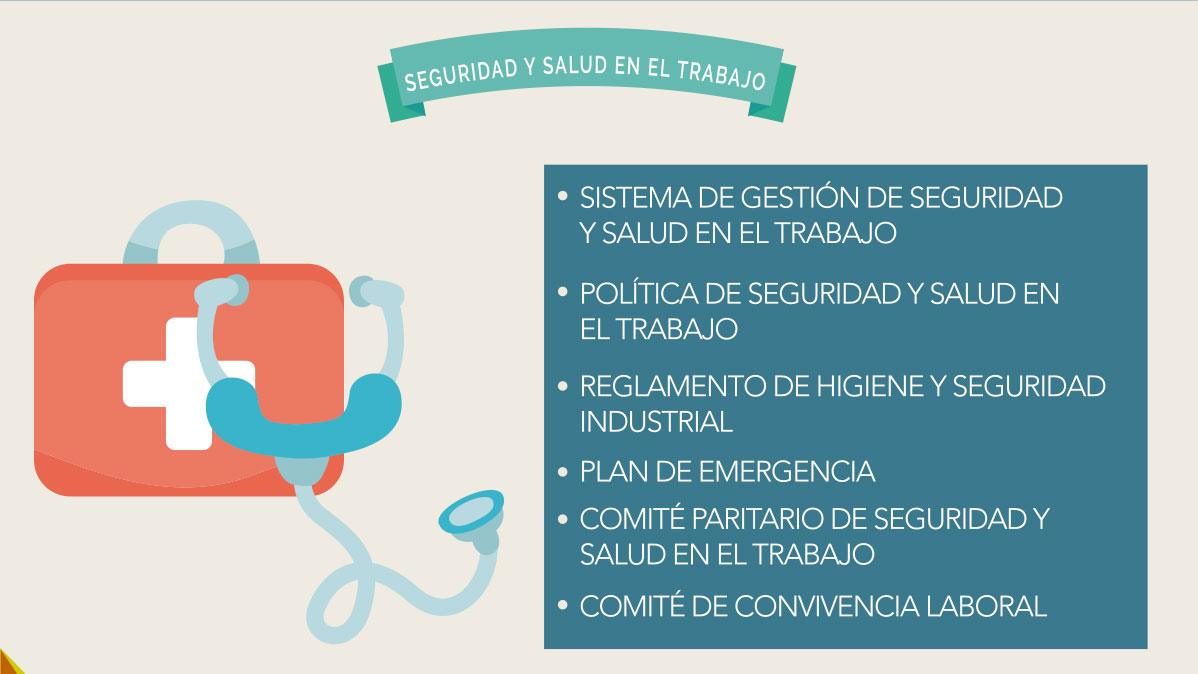 SEGURIDAD Y SALUD EN EL TRABAJO
• SISTEMA DE GESTIÓN DE SEGURIDAD
Y SALUD EN EL TRABAJO
• POLÍTICA DE SEGURIDAD Y SALUD EN
EL TRABAJO
• REGLAMENTO DE HIGIENE Y SEGURIDAD
INDUSTRIAL
• PLAN DE EMERGENCIA
• COMITÉ PARITARIO DE SEGURIDAD Y
SALUD EN EL TRABAJO
• COMITÉ DE CONVIVENCIA LABORAL